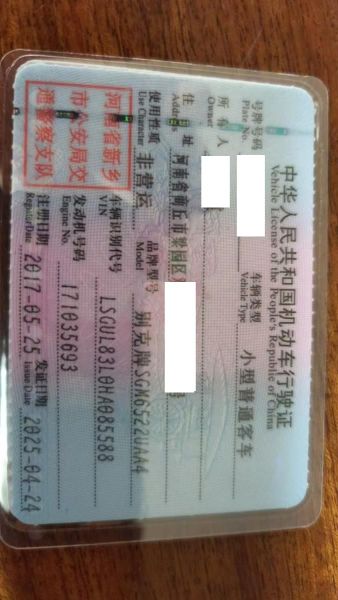 中华人民共和国机动车行驶证
Vehicle License of the People's Republic of China
号牌号码 车辆类型 小型普通客车
Plate No. Vehicle Type
所有人
Owner
住址 河南省商丘市梁园区
Address
使用性质 非营运 品牌型号 别克牌SGM6522UAA4
Use Character Model
河南省新乡
市公安局交
通警察支队
车辆识别代号 LSGUL83L0HA085588
VIN
发动机号码 171035693
Engine No.
注册日期 2017-05-25 发证日期 2025-04-24
Register Date Issue Date